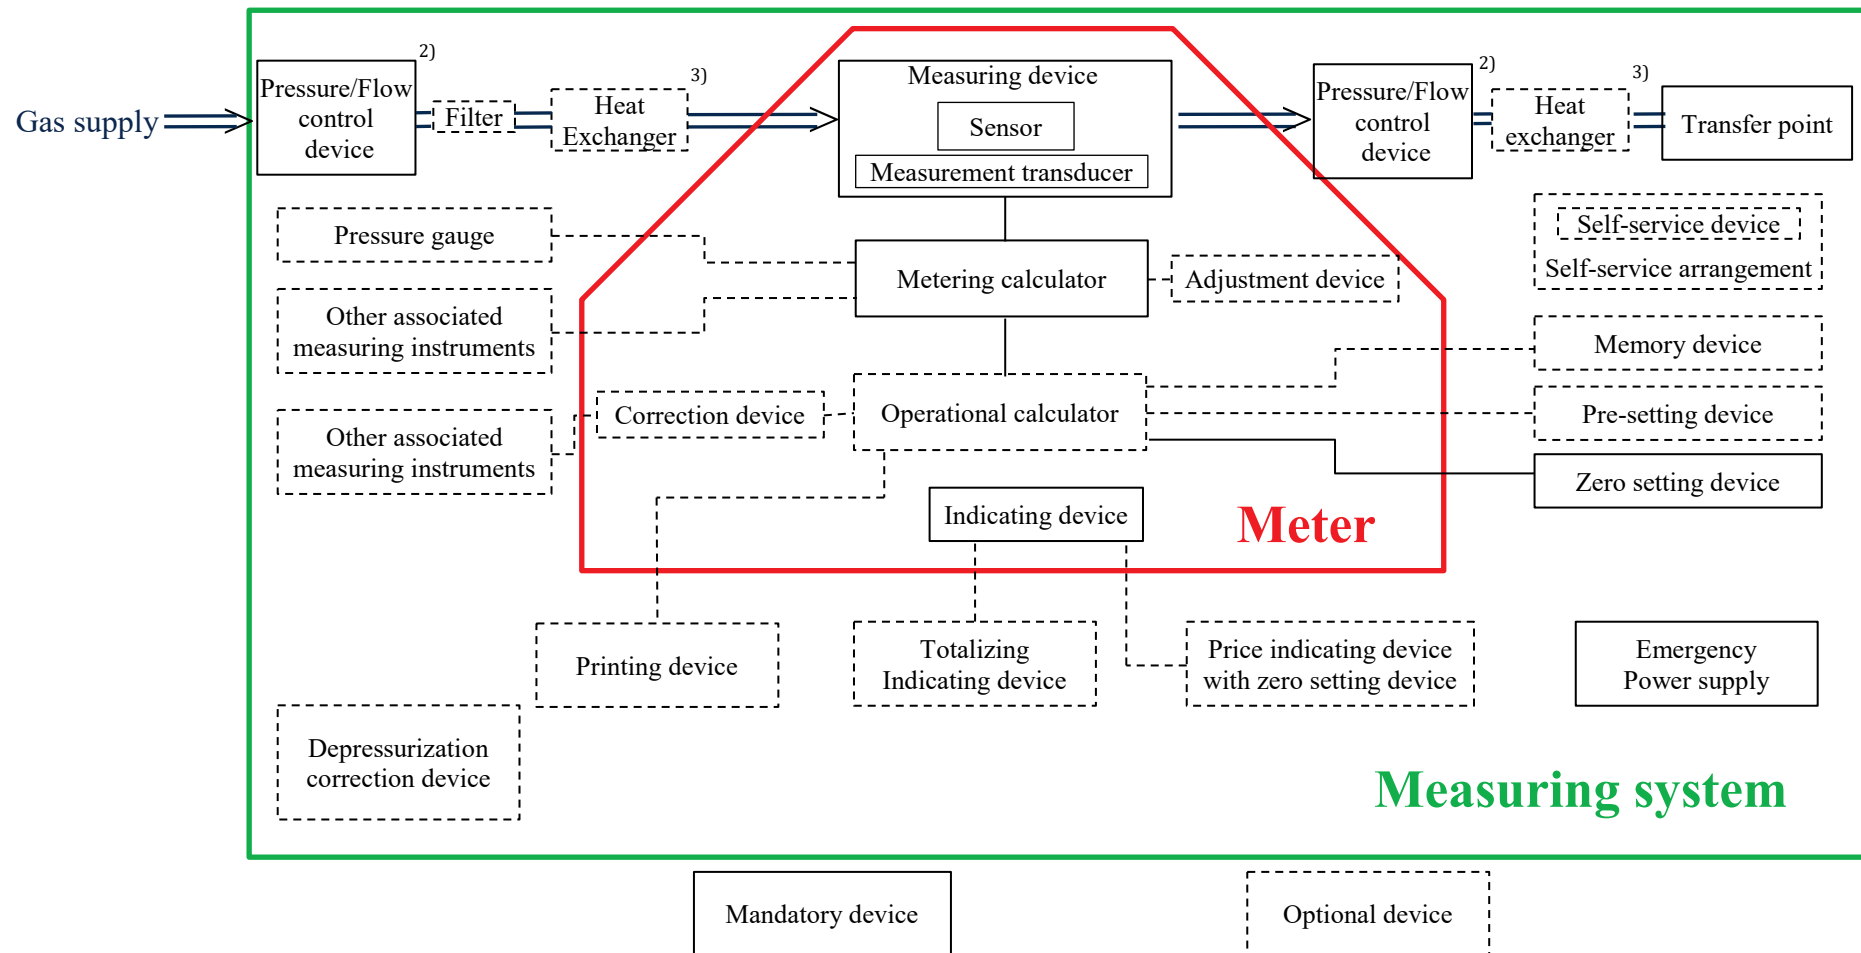 Gas supply
2)
Pressure/Flow
control
device
Filter
3)
Heat
Exchanger
Measuring device
Sensor
Measurement transducer
2)
Pressure/Flow
control
device
3)
Heat
exchanger
Transfer point
Pressure gauge
Metering calculator
Adjustment device
Self-service device
Self-service arrangement
Other associated
measuring instruments
Memory device
Other associated
measuring instruments
Correction device
Operational calculator
Pre-setting device
Zero setting device
Indicating device
Meter
Printing device
Totalizing
Indicating device
Price indicating device
with zero setting device
Emergency
Power supply
Depressurization
correction device
Measuring system
Mandatory device
Optional device